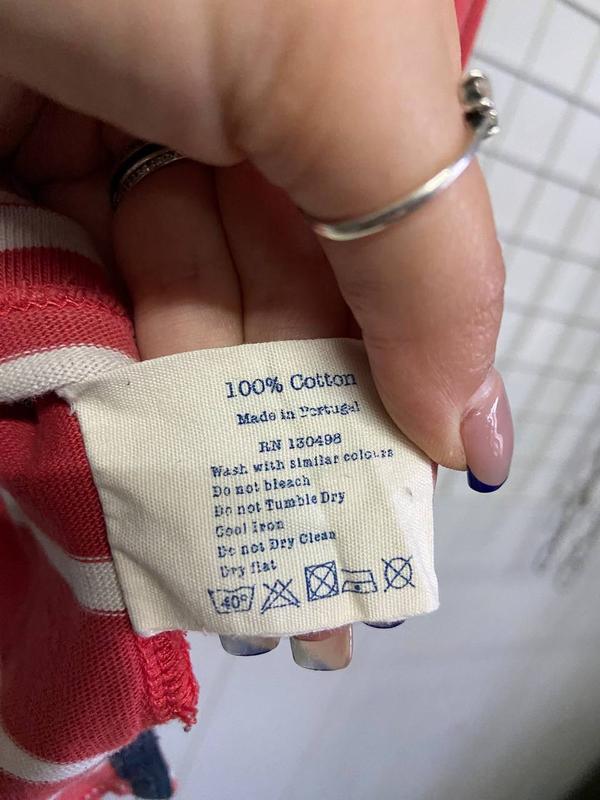 100% Cotton
Made in Portugal
RN 130498
Wash with similar colours
Do not bleach
Do not Tumble Dry
Cool Iron
Do not Dry Clean
Dry flat
40°